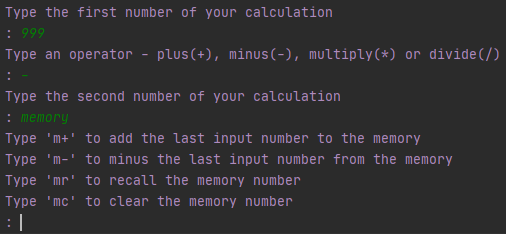 Type the first number of your calculation
: 999
Type an operator - plus(+), minus(-), multiply(*) or divide(/)
: -
Type the second number of your calculation
: memory
Type 'm+' to add the last input number to the memory
Type 'm-' to minus the last input number from the memory
Type 'mr' to recall the memory number
Type 'mc' to clear the memory number
: